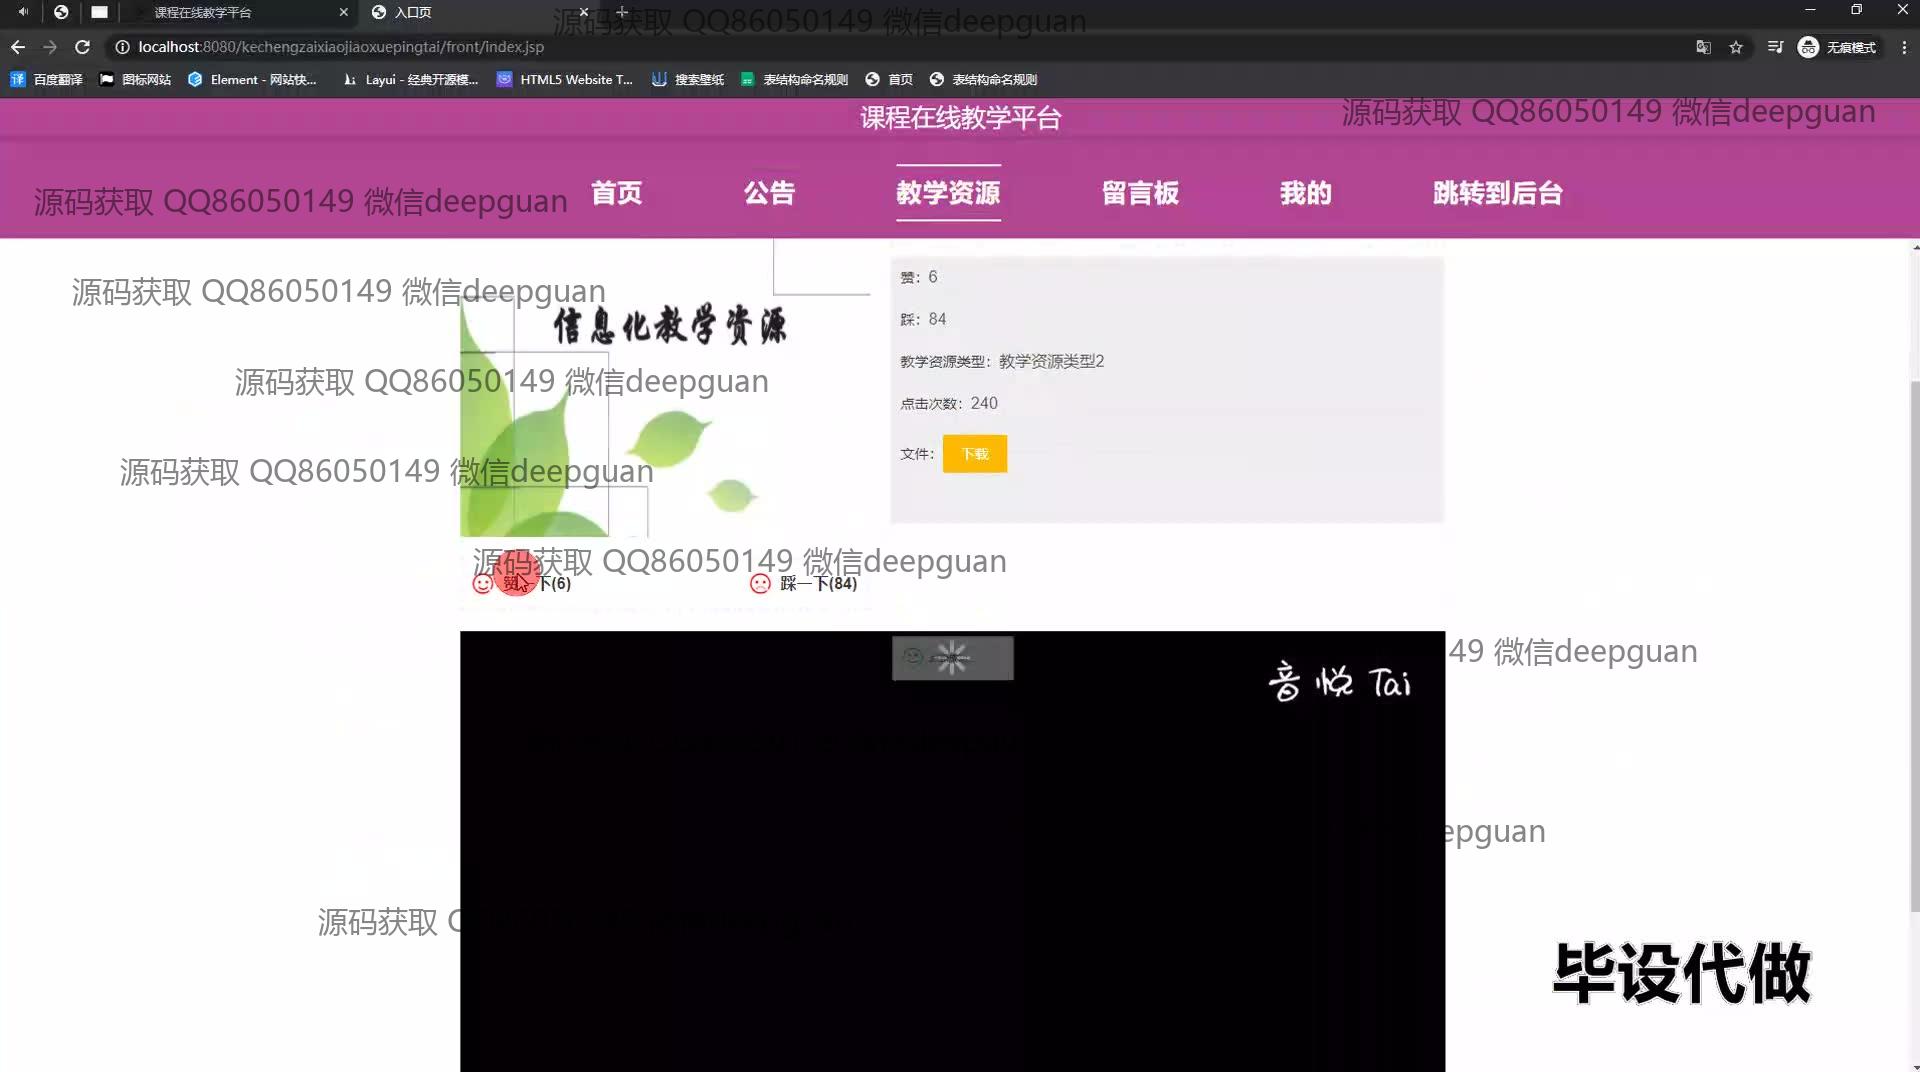 课程在线教学平台
入口页
源码获取 QQ86050149 微信deepguan
localhost:8080/kechengzaixiaojiaoxuepingtai/front/index.jsp
无痕模式
百度翻译
图标网站
Element - 网站快...
Layui - 经典开源模...
HTML5 Website T...
搜索壁纸
表结构命名规则
首页
表结构命名规则
课程在线教学平台
源码获取 QQ86050149 微信deepguan
源码获取 QQ86050149 微信deepguan
首页
公告
教学资源
留言板
我的
跳转到后台
源码获取 QQ86050149 微信deepguan
信息化教学资源
源码获取 QQ86050149 微信deepguan
源码获取 QQ86050149 微信deepguan
赞：6
踩：84
教学资源类型：教学资源类型2
点击次数：240
文件：
下载
源码获取 QQ86050149 微信deepguan
赞一下(6)
踩一下(84)
音悦Tai
49 微信deepguan
epguan
源码获取
毕设代做